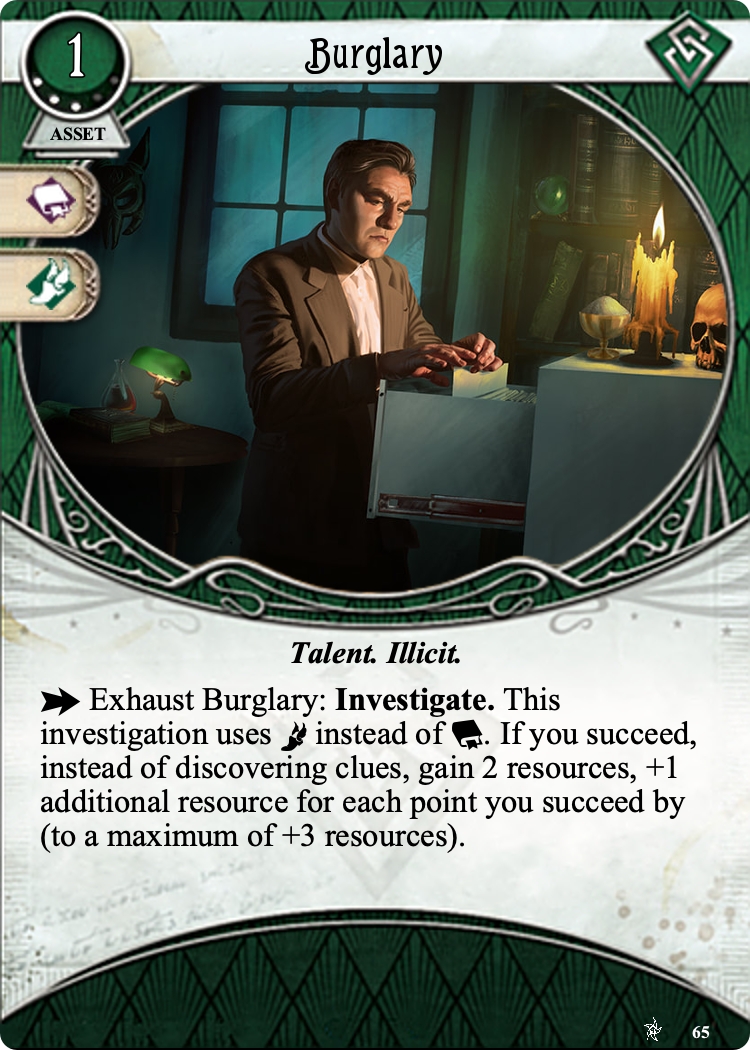 1
Burglary
ASSET
Talent. Illicit.
Exhaust Burglary: Investigate. This
investigation uses instead of . If you succeed,
instead of discovering clues, gain 2 resources, +1
additional resource for each point you succeed by
(to a maximum of +3 resources).
65